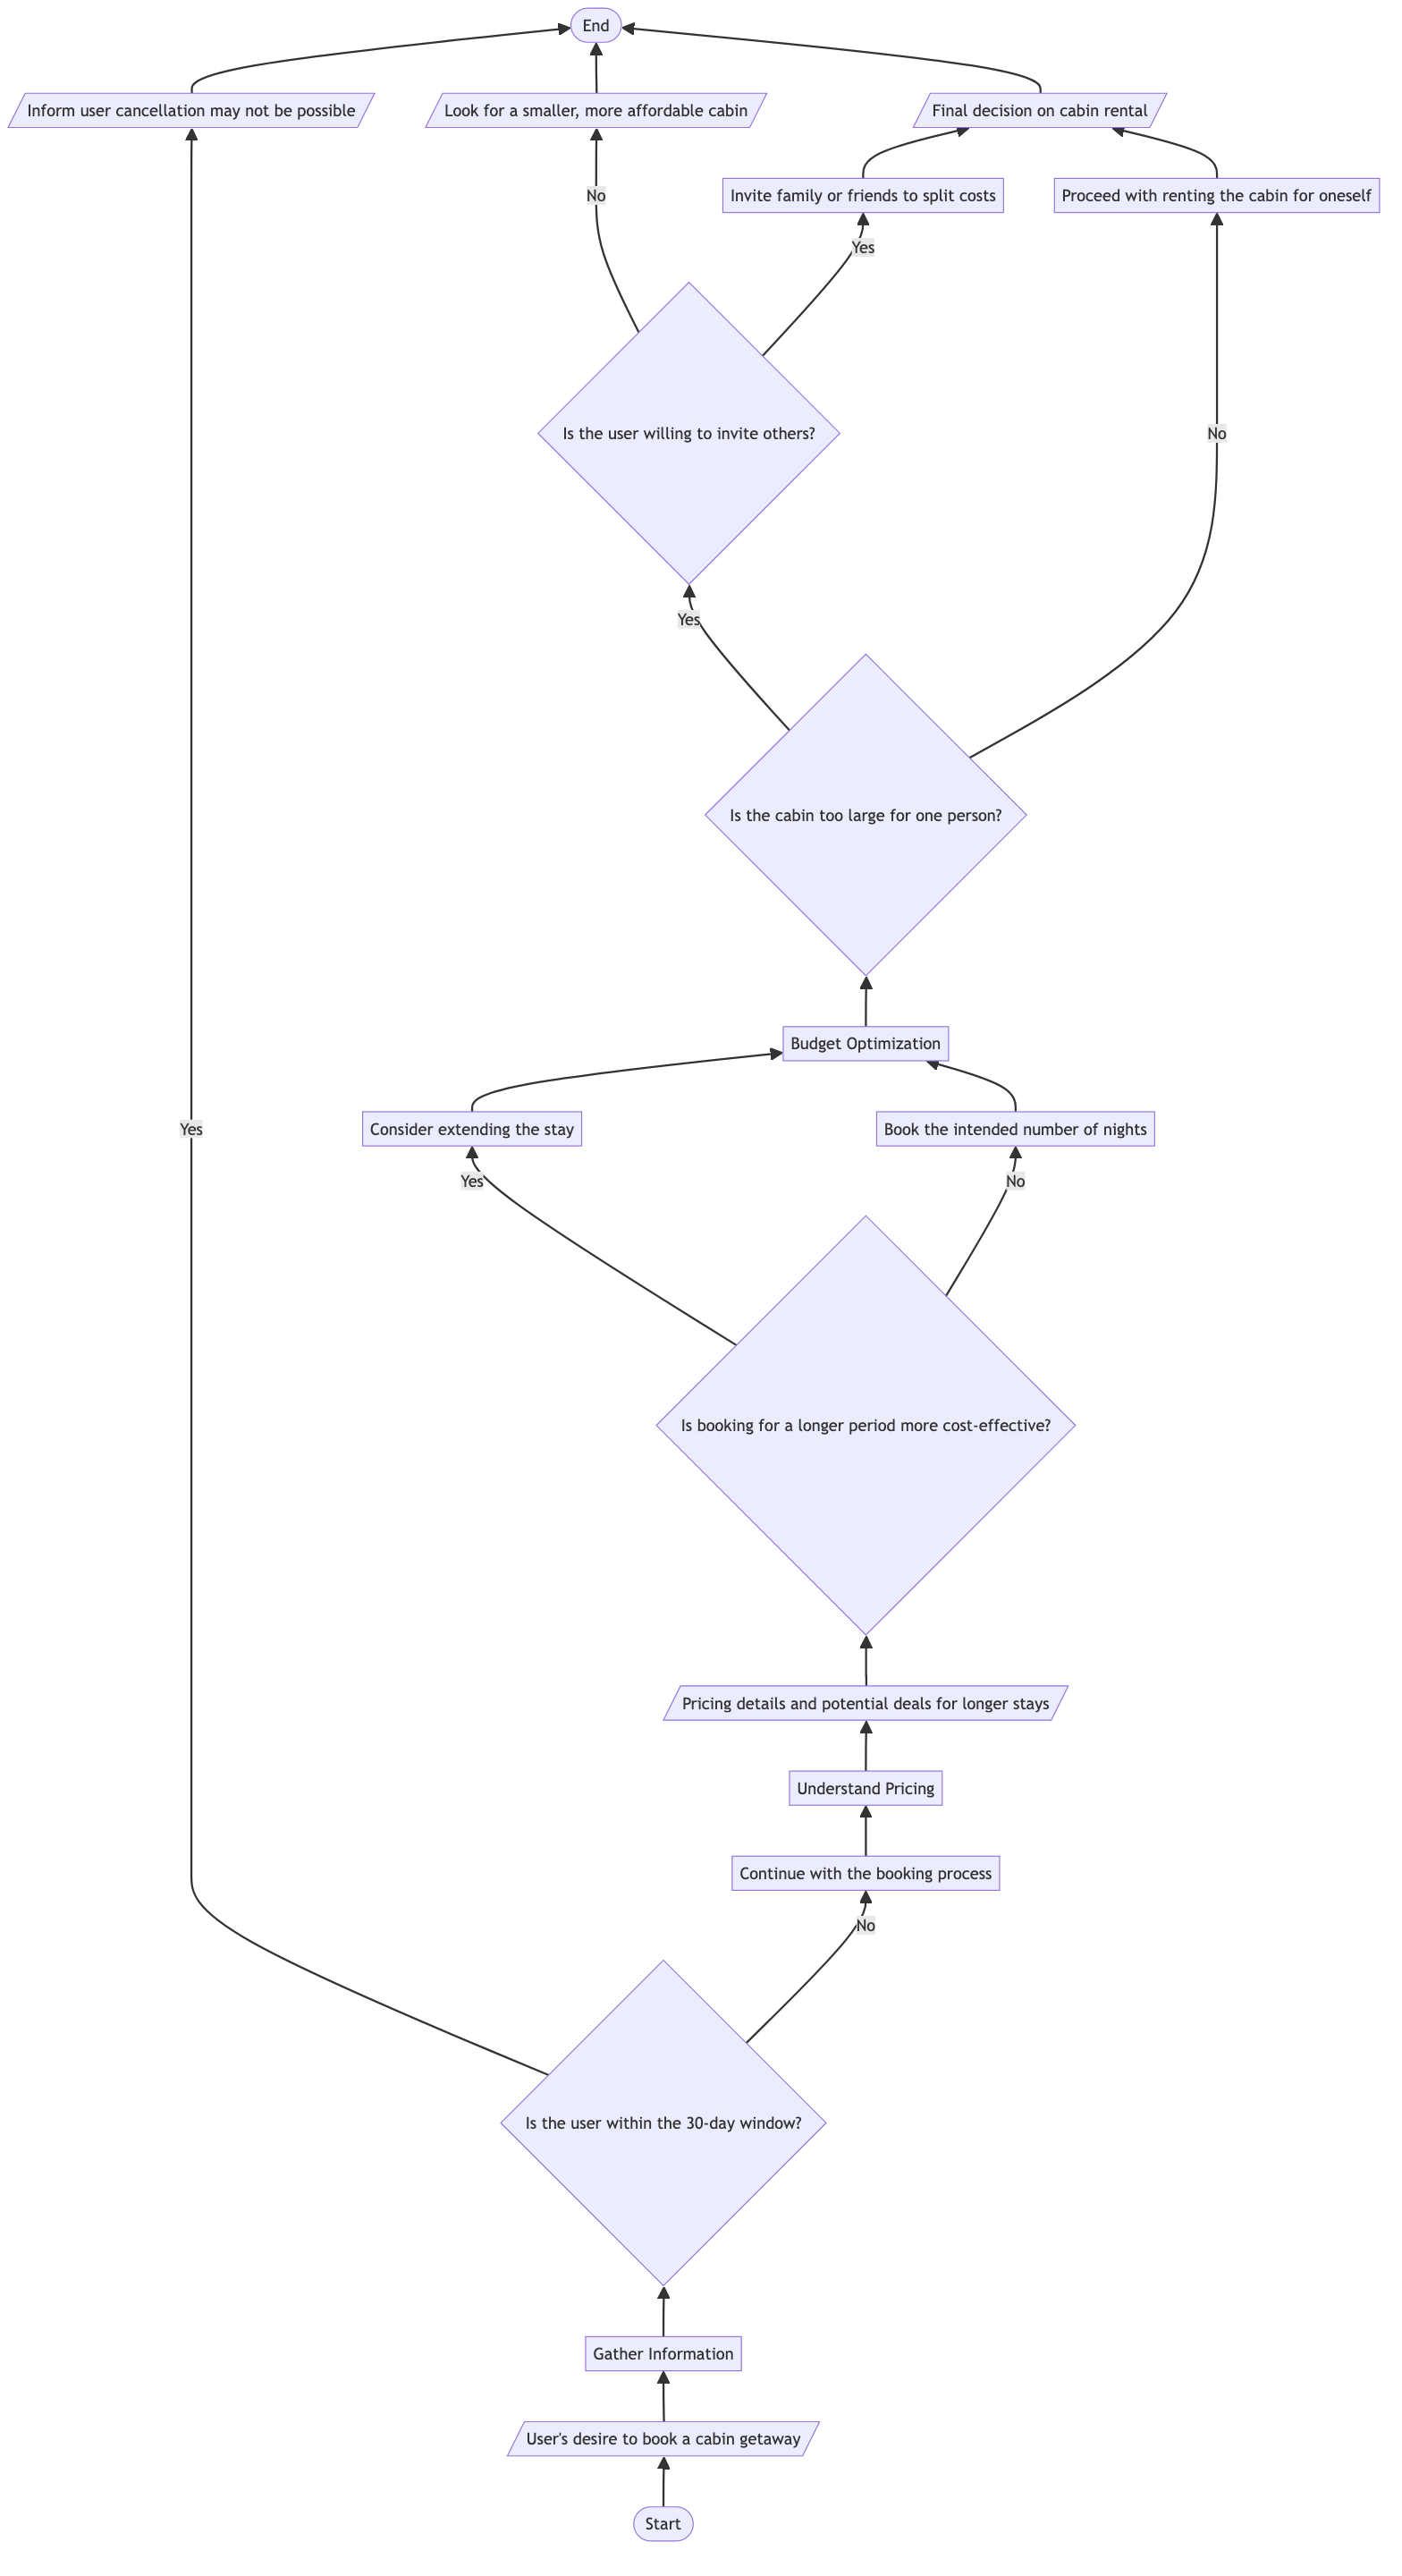 End
Inform user cancellation may not be possible
Look for a smaller, more affordable cabin
Final decision on cabin rental
No
Invite family or friends to split costs
Proceed with renting the cabin for oneself
Yes
Is the user willing to invite others?
No
Yes
Is the cabin too large for one person?
Budget Optimization
Yes
Consider extending the stay
Book the intended number of nights
Yes
No
Is booking for a longer period more cost-effective?
Pricing details and potential deals for longer stays
Understand Pricing
Continue with the booking process
No
Is the user within the 30-day window?
Gather Information
User's desire to book a cabin getaway
Start